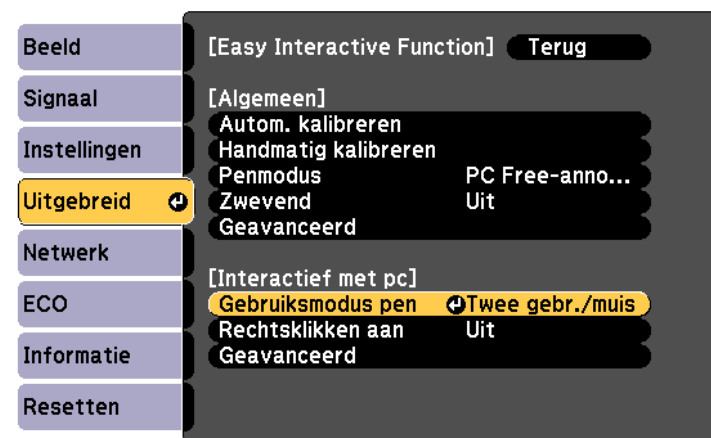 Beeld
Signaal
Instellingen
Uitgebreid
Netwerk
ECO
Informatie
Resetten
[Easy Interactive Function] Terug
[Algemeen]
Autom. kalibreren
Handmatig kalibreren
Penmodus PC Free-anno...
Zwevend Uit
Geavanceerd
[Interactief met pc]
Gebruiksmodus pen Twee gebr./muis
Rechtsklikken aan Uit
Geavanceerd